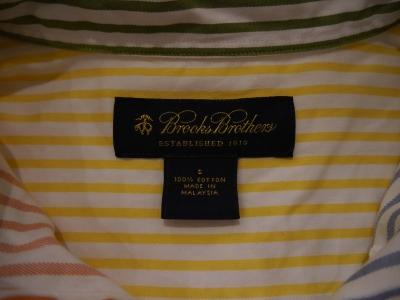 Brooks Brothers
ESTABLISHED 1818
S
100% COTTON
MADE IN
MALAYSIA